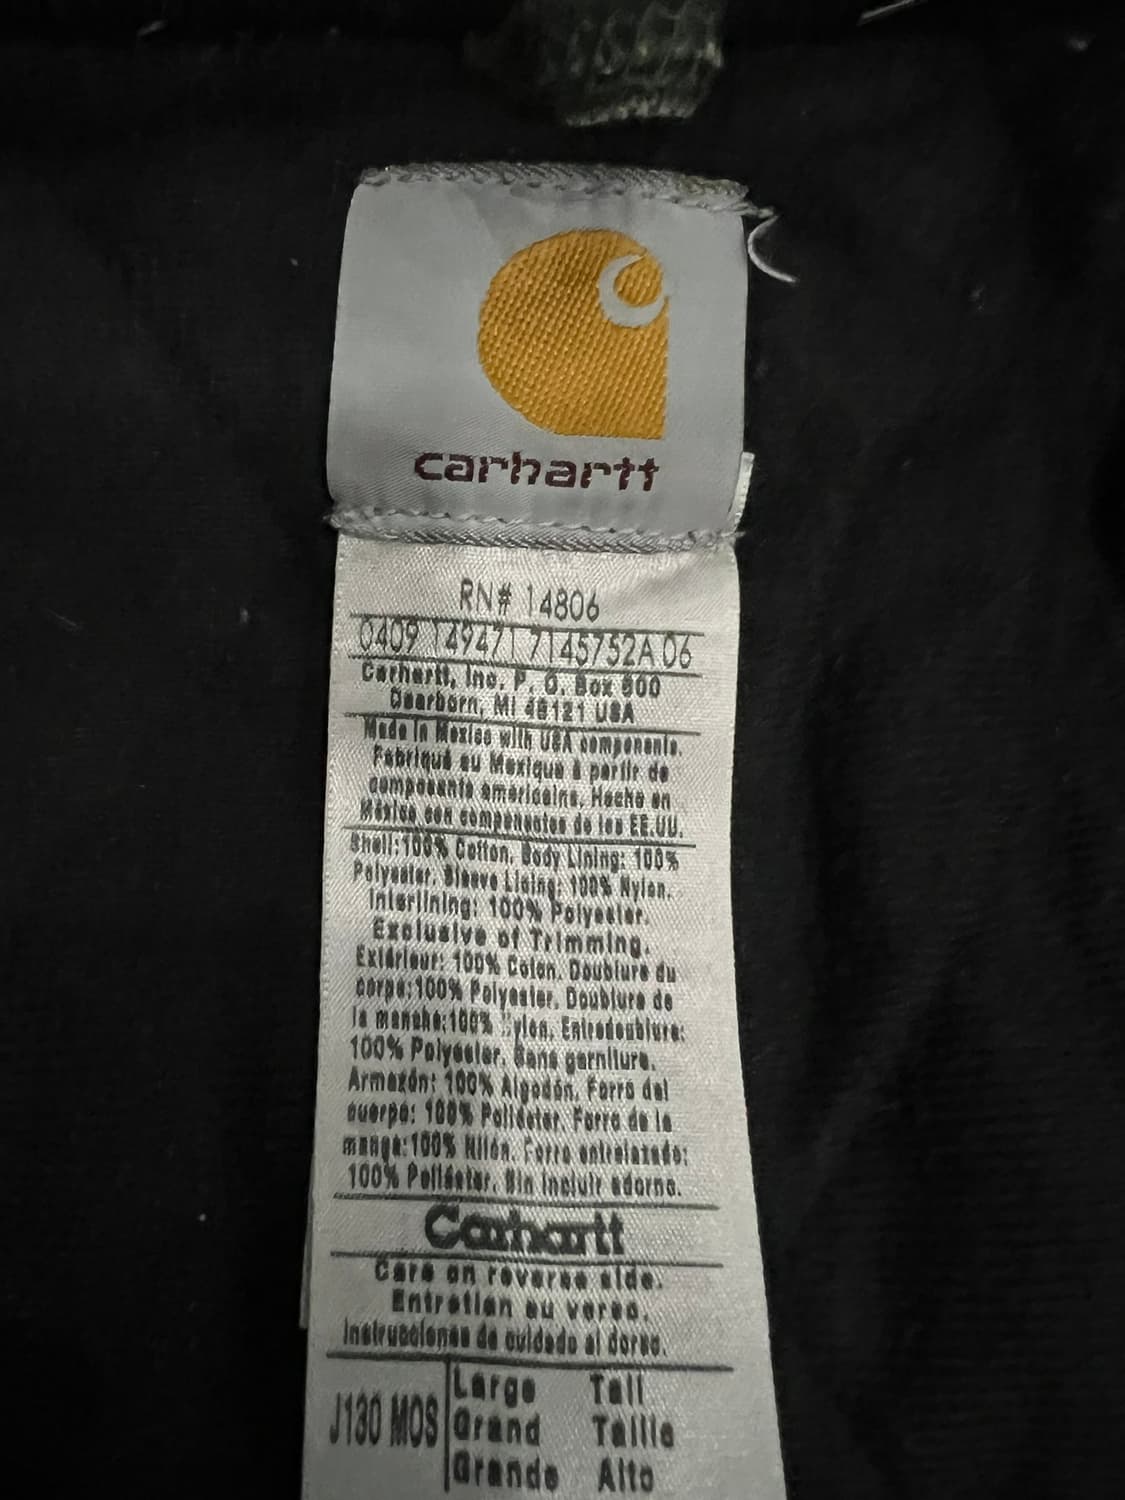 carhartt
RN# 14806
0409 149471 7145752A 06
Carhartt, Inc. P. O. Box 500
Dearborn, MI 48121 USA
Made in Mexico with USA components.
Fabriqué au Mexique à partir de
composants americains. Hecho en
México con componentes de los EE.UU.
Shell:100% Cotton. Body Lining: 100%
Polyester. Sleeve Lining: 100% Nylon.
Interlining: 100% Polyester.
Exclusive of Trimming.
Extérieur: 100% Coton. Doublure du
corps:100% Polyester. Doublure de
la manche:100% Nylon. Entredoublure:
100% Polyester. Sans garniture.
Armazón: 100% Algodón. Forro del
cuerpo: 100% Poliéster. Forro de la
manga:100% Nilón. Forro entrelazado:
100% Poliéster. Sin incluir adorno.
Carhartt
Care on reverse side.
Entretien au verso.
Instrucciones de cuidado al dorso.
J130 MOS
Large Tall
Grand Taille
Grande Alto